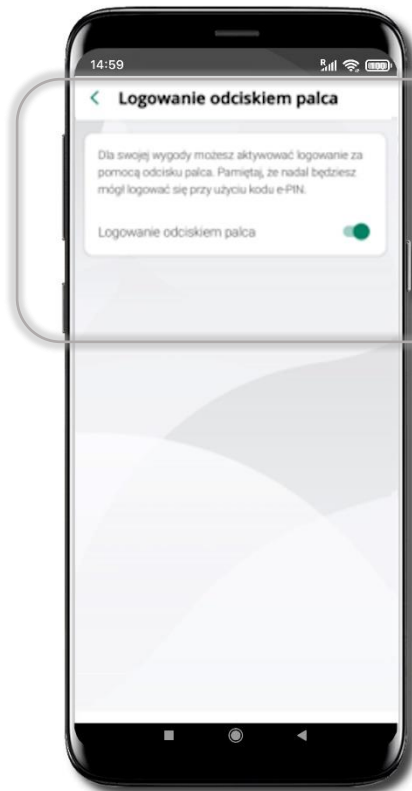 14:59
Logowanie odciskiem palca
Dla swojej wygody możesz aktywować logowanie za
pomocą odcisku palca. Pamiętaj, że nadal będziesz
mógł logować się przy użyciu kodu e-PIN.
Logowanie odciskiem palca